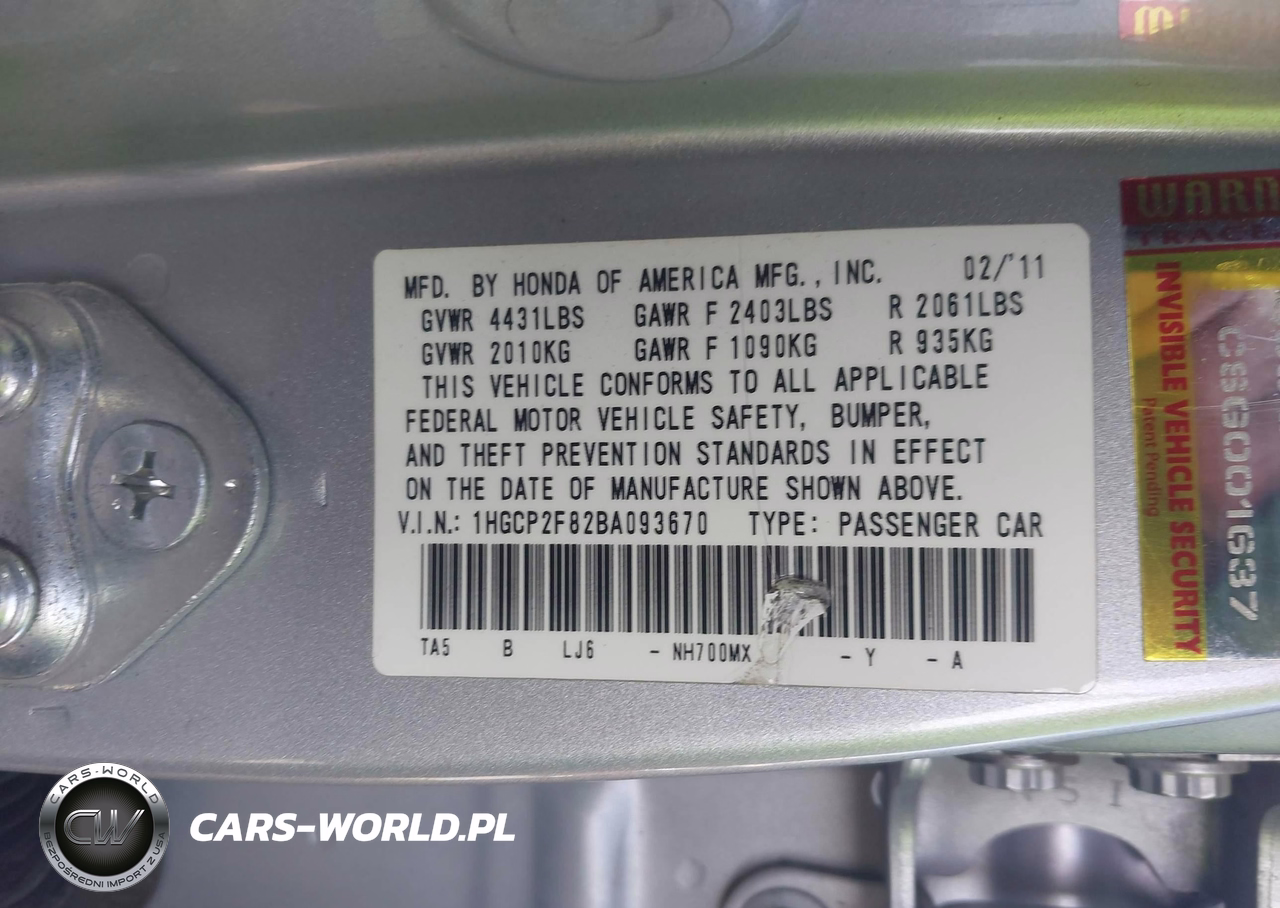 MFD. BY HONDA OF AMERICA MFG., INC. 02/'11
GVWR 4431LBS GAWR F 2403LBS R 2061LBS
GVWR 2010KG GAWR F 1090KG R 935KG
THIS VEHICLE CONFORMS TO ALL APPLICABLE
FEDERAL MOTOR VEHICLE SAFETY, BUMPER,
AND THEFT PREVENTION STANDARDS IN EFFECT
ON THE DATE OF MANUFACTURE SHOWN ABOVE.
V.I.N.: 1HGCP2F82BA093670 TYPE: PASSENGER CAR
TA5 B LJ6 - NH700MX - Y - A
INVISIBLE VEHICLE SECURITY
Patent Pending
CARS-WORLD
CW
BEZPOŚREDNI IMPORT Z USA
CARS-WORLD.PL